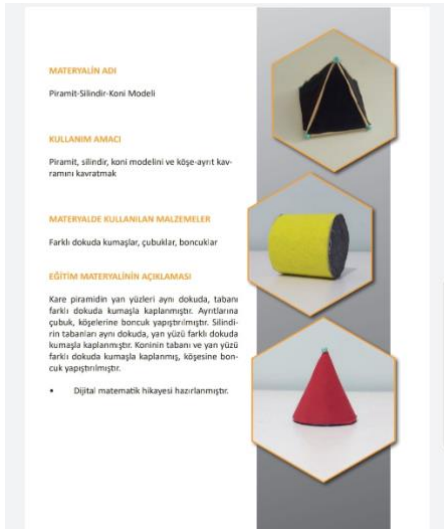 MATERYALİN ADI
Piramit-Silindir-Koni Modeli
KULLANIM AMACI
Piramit, silindir, koni modelini ve köşe-ayrıt kav-
ramını kavratmak
MATERYALDE KULLANILAN MALZEMELER
Farklı dokuda kumaşlar, çubuklar, boncuklar
EĞİTİM MATERYALİNİN AÇIKLAMASI
Kare piramidin yan yüzleri aynı dokuda, tabanı
farklı dokuda kumaşla kaplanmıştır. Ayrıtlarına
çubuk, köşelerine boncuk yapıştırılmıştır. Silindi-
rin tabanları aynı dokuda, yan yüzü farklı dokuda
kumaşla kaplanmıştır. Koninin tabanı ve yan yüzü
farklı dokuda kumaşla kaplanmış, köşesine bon-
cuk yapıştırılmıştır.
• Dijital matematik hikayesi hazırlanmıştır.